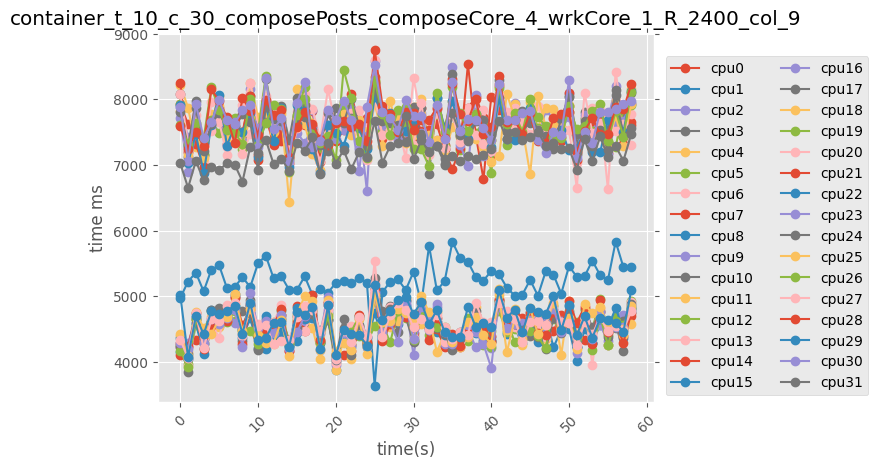 container_t_10_c_30_composePosts_composeCore_4_wrkCore_1_R_2400_col_9
9000
8000
7000
6000
5000
4000
time ms
0
10
20
30
40
50
60
time(s)
cpu0
cpu1
cpu2
cpu3
cpu4
cpu5
cpu6
cpu7
cpu8
cpu9
cpu10
cpu11
cpu12
cpu13
cpu14
cpu15
cpu16
cpu17
cpu18
cpu19
cpu20
cpu21
cpu22
cpu23
cpu24
cpu25
cpu26
cpu27
cpu28
cpu29
cpu30
cpu31